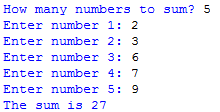 How many numbers to sum? 5
Enter number 1: 2
Enter number 2: 3
Enter number 3: 6
Enter number 4: 7
Enter number 5: 9
The sum is 27